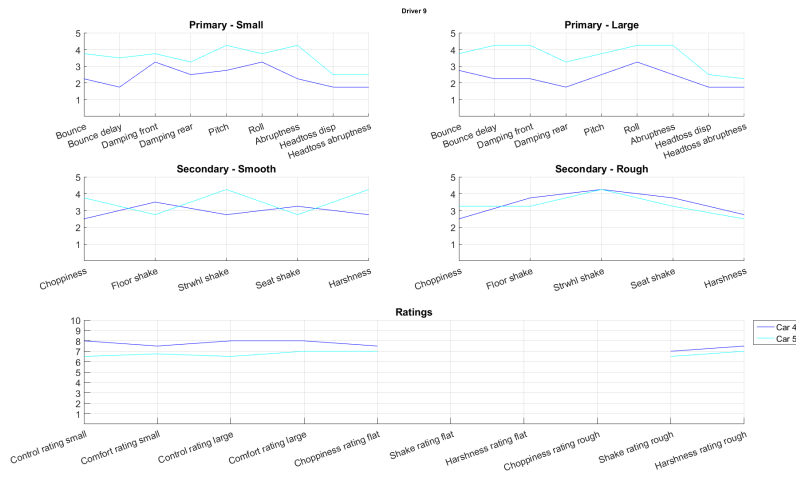 Driver 9
Primary - Small
5
4
3
2
1
Bounce
Bounce delay
Damping front
Damping rear
Pitch
Roll
Abruptness
Headtoss disp
Headtoss abruptness
Primary - Large
5
4
3
2
1
Bounce
Bounce delay
Damping front
Damping rear
Pitch
Roll
Abruptness
Headtoss disp
Headtoss abruptness
Secondary - Smooth
5
4
3
2
1
Choppiness
Floor shake
Strwhl shake
Seat shake
Harshness
Secondary - Rough
5
4
3
2
1
Choppiness
Floor shake
Strwhl shake
Seat shake
Harshness
Ratings
10
9
8
7
6
5
4
3
2
1
Control rating small
Comfort rating small
Control rating large
Comfort rating large
Choppiness rating flat
Shake rating flat
Harshness rating flat
Choppiness rating rough
Shake rating rough
Harshness rating rough
Car 4
Car 5